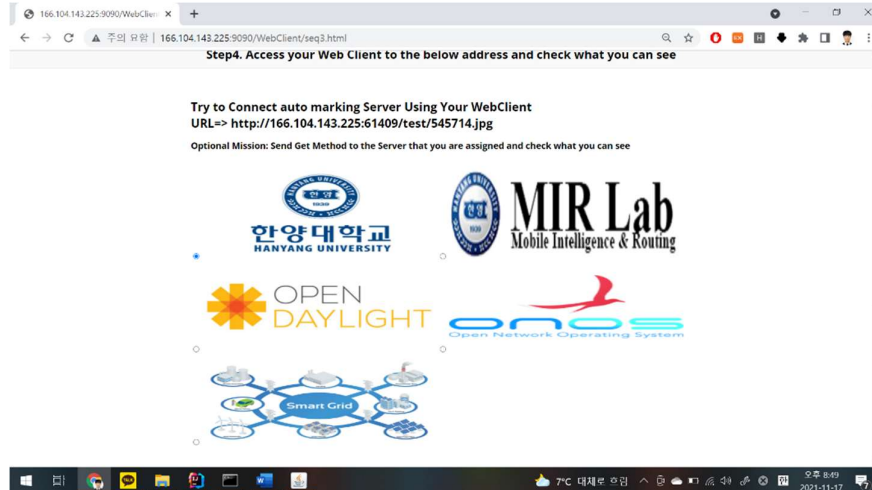 166.104.143.225:9090/WebClien
주의 요함 | 166.104.143.225:9090/WebClient/seq3.html
Step4. Access your Web Client to the below address and check what you can see
Try to Connect auto marking Server Using Your WebClient
URL=> http://166.104.143.225:61409/test/545714.jpg
Optional Mission: Send Get Method to the Server that you are assigned and check what you can see
HANYANG UNIVERSITY
1939
한양대학교
HANYANG UNIVERSITY
MIR Lab
Mobile Intelligence & Routing
OPEN
DAYLIGHT
onos
Open Network Operating System
Smart Grid
7°C 대체로 흐림
오후 8:49
2021-11-17